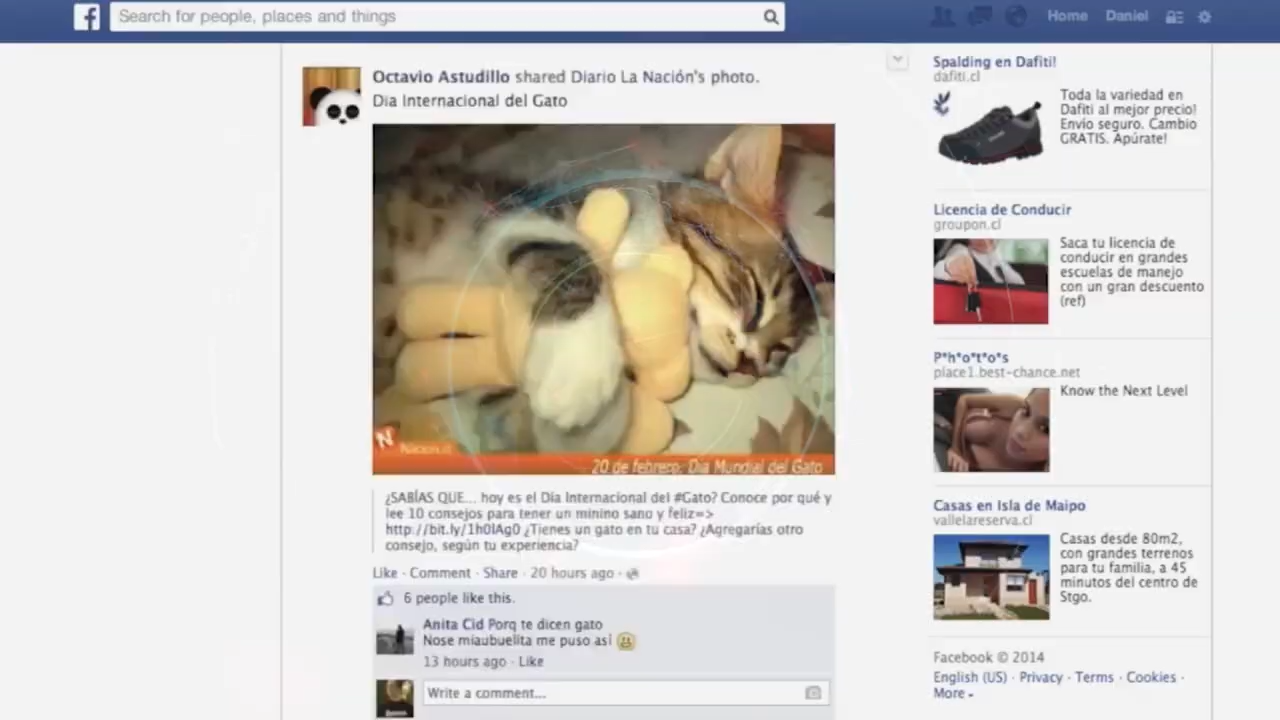 f
Search for people, places and things
Home Daniel
Octavio Astudillo shared Diario La Nación's photo.
Dia Internacional del Gato
N Nacion.cl
20 de febrero: Dia Mundial del Gato
¿SABÍAS QUE... hoy es el Día Internacional del #Gato? Conoce por qué y
lee 10 consejos para tener un minino sano y feliz=>
http://bit.ly/1h0lAg0 ¿Tienes un gato en tu casa? ¿Agregarías otro
consejo, según tu experiencia?
Like · Comment · Share · 20 hours ago ·
6 people like this.
Anita Cid Porq te dicen gato
Nose miaubuelita me puso asi
13 hours ago · Like
Write a comment...
Spalding en Dafiti!
dafiti.cl
Toda la variedad en
Dafiti al mejor precio!
Envío seguro. Cambio
GRATIS. Apúrate!
Licencia de Conducir
groupon.cl
Saca tu licencia de
conducir en grandes
escuelas de manejo
con un gran descuento
(ref)
P*h*o*t*o*s
place1.best-chance.net
Know the Next Level
Casas en Isla de Maipo
vallelareserva.cl
Casas desde 80m2,
con grandes terrenos
para tu familia, a 45
minutos del centro de
Stgo.
Facebook © 2014
English (US) · Privacy · Terms · Cookies ·
More